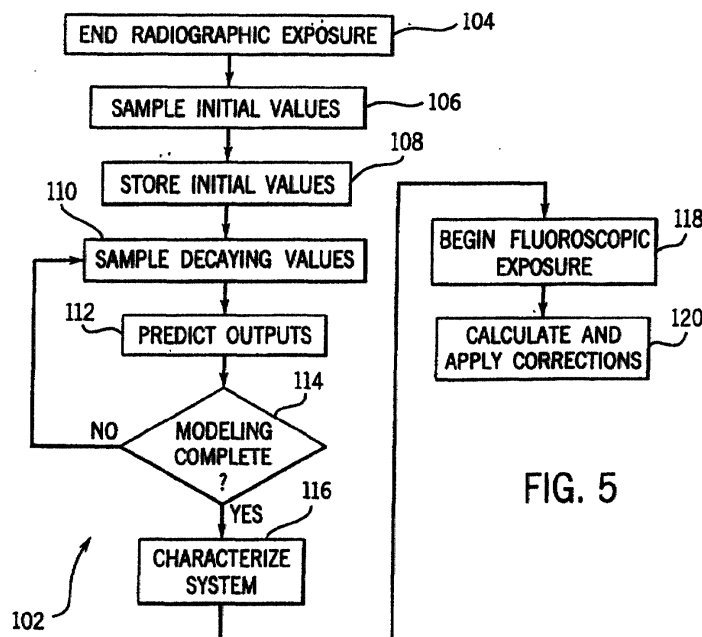 END RADIOGRAPHIC EXPOSURE
104
SAMPLE INITIAL VALUES
106
STORE INITIAL VALUES
108
110
SAMPLE DECAYING VALUES
112
PREDICT OUTPUTS
114
NO
MODELING
COMPLETE
?
YES
116
CHARACTERIZE
SYSTEM
102
BEGIN FLUOROSCOPIC
EXPOSURE
118
CALCULATE AND
APPLY CORRECTIONS
120
FIG. 5